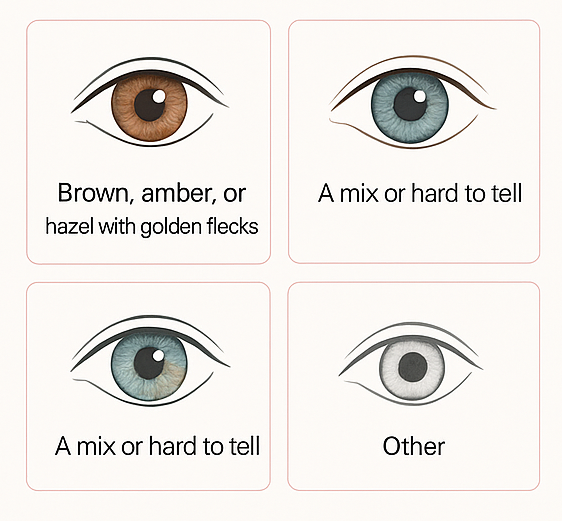 Brown, amber, or
hazel with golden flecks
A mix or hard to tell
A mix or hard to tell
Other